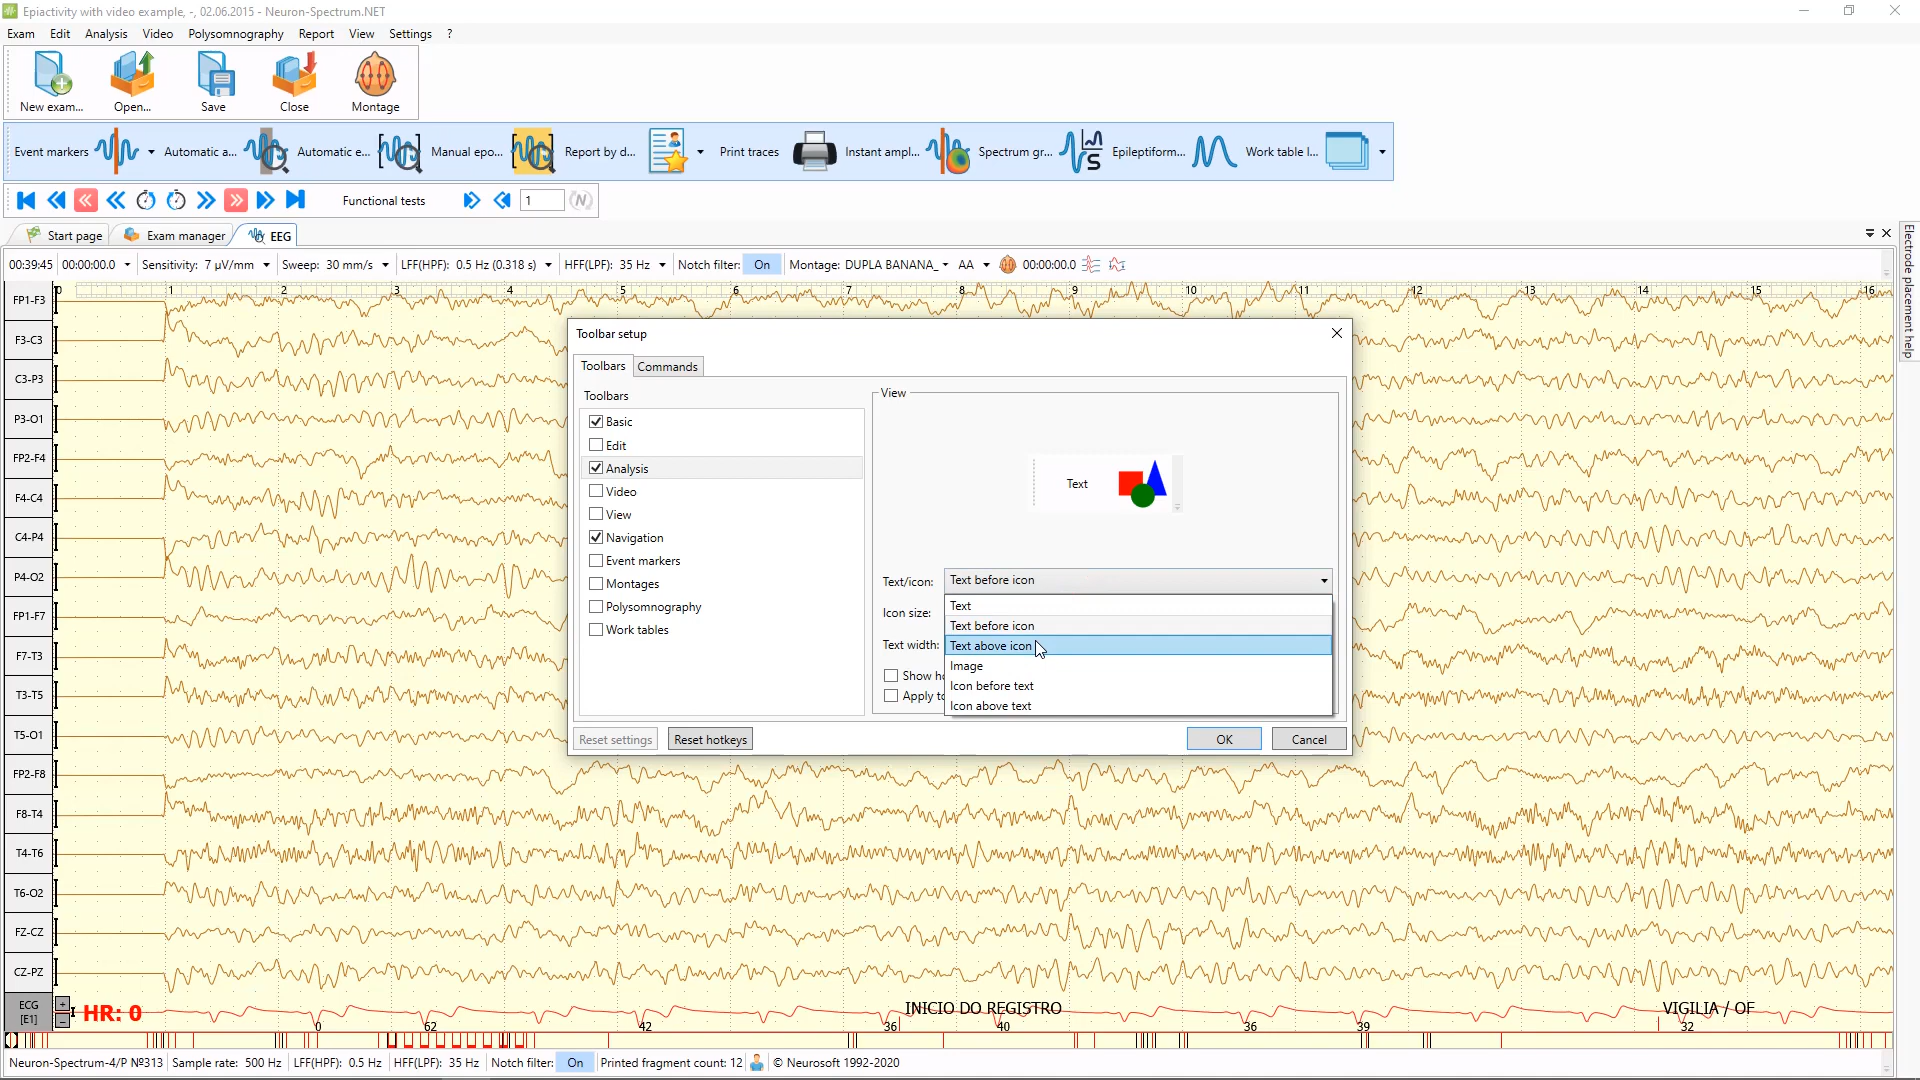 Epiactivity with video example, -, 02.06.2015 - Neuron-Spectrum.NET
Exam Edit Analysis Video Polysomnography Report View Settings ?
New exam... Open... Save Close Montage
Event markers Automatic a... Automatic e... Manual epo... Report by d... Print traces Instant ampl... Spectrum gr... Epileptiform... Work table l...
Functional tests 1 N
Start page Exam manager EEG
00:39:45 00:00:00.0 Sensitivity: 7 µV/mm Sweep: 30 mm/s LFF(HPF): 0.5 Hz (0.318 s) HFF(LPF): 35 Hz Notch filter: On Montage: DUPLA BANANA_ AA 00:00:00.0
Electrode placement help
0 1 2 3 4 5 6 7 8 9 10 11 12 13 14 15 16
FP1-F3
F3-C3
C3-P3
P3-O1
FP2-F4
F4-C4
C4-P4
P4-O2
FP1-F7
F7-T3
T3-T5
T5-O1
FP2-F8
F8-T4
T4-T6
T6-O2
FZ-CZ
CZ-PZ
ECG
[E1]
+
-
HR: 0
INICIO DO REGISTRO
VIGILIA / OF
0 62 42 36 40 36 39 32
Toolbar setup
Toolbars Commands
Toolbars
Basic
Edit
Analysis
Video
View
Navigation
Event markers
Montages
Polysomnography
Work tables
View
Text
Text/icon: Text before icon
Icon size:
Text width:
Text
Text before icon
Text above icon
Image
Icon before text
Icon above text
Show h
Apply t
Reset settings Reset hotkeys OK Cancel
Neuron-Spectrum-4/P №313 Sample rate: 500 Hz LFF(HPF): 0.5 Hz HFF(LPF): 35 Hz Notch filter: On Printed fragment count: 12 © Neurosoft 1992-2020